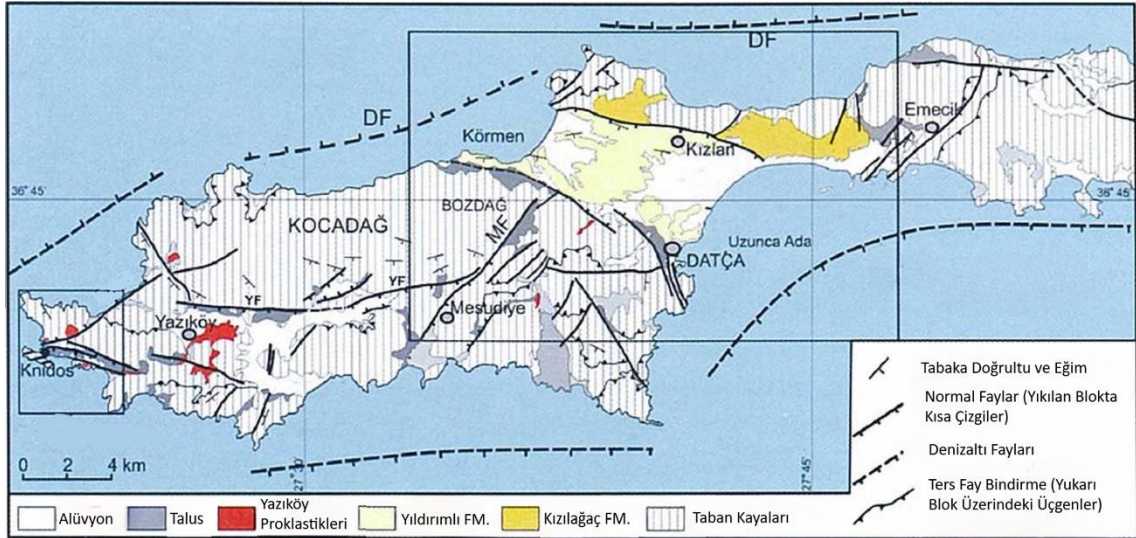 DF
DF
Emecik
Körmen
Kızlan
36° 45'
36° 45'
BOZDAĞ
KOCADAĞ
MF
Uzunca Ada
DATÇA
YF
YF
Mesudiye
Yazıköy
Knidos
0 2 4 km
27° 30'
27° 45'
Tabaka Doğrultu ve Eğim
Normal Faylar (Yıkılan Blokta
Kısa Çizgiler)
Denizaltı Fayları
Ters Fay Bindirme (Yukarı
Blok Üzerindeki Üçgenler)
Alüvyon
Talus
Yazıköy
Proklastikleri
Yıldırımlı FM.
Kızılağaç FM.
Taban Kayaları